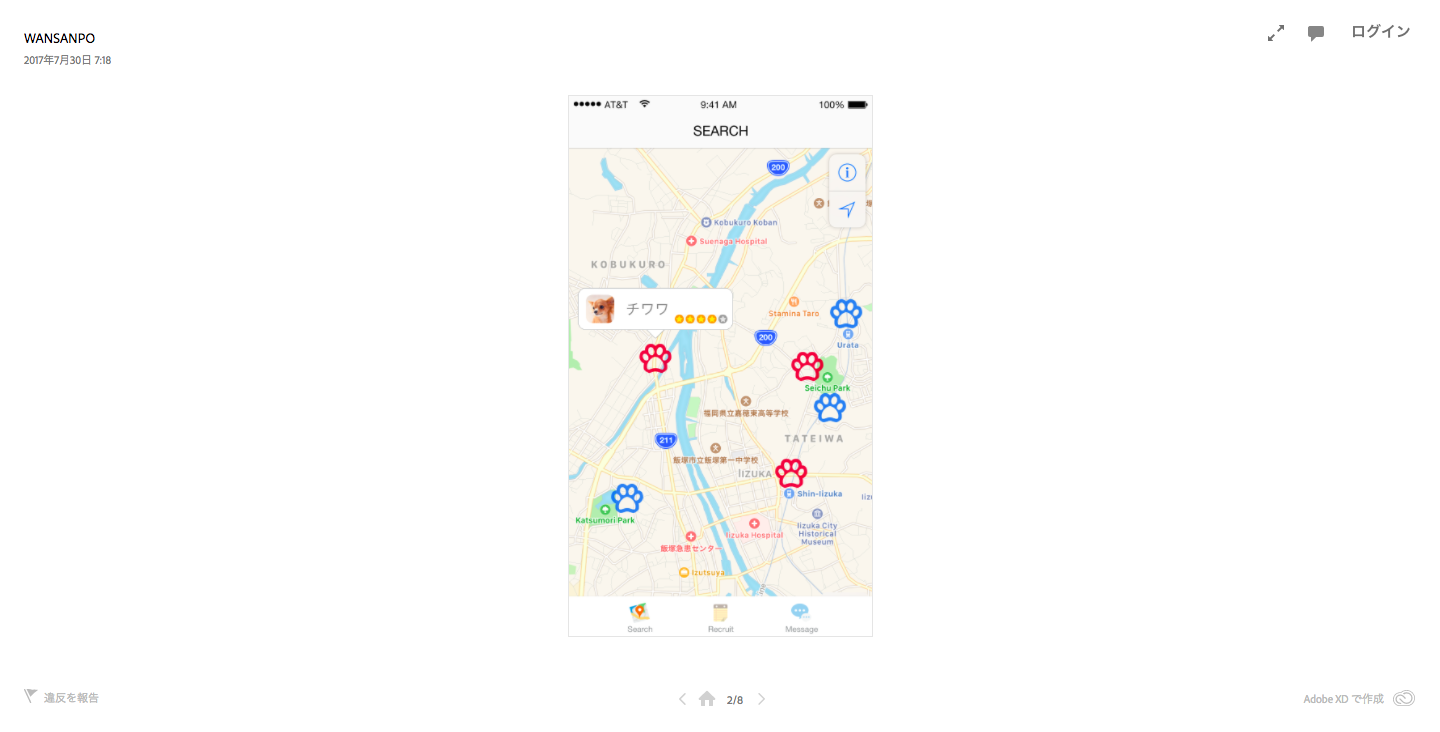 WANSANPO
2017年7月30日 7:18
ログイン
AT&T
9:41 AM
100%
SEARCH
200
Kobukuro Koban
Suenaga Hospital
KOBUKURO
チワワ
Stamina Taro
200
Urata
Seichu Park
福岡県立嘉穂東高等学校
TATEIWA
211
飯塚市立飯塚第一中学校
IIZUKA
Shin-Iizuka
Katsumori Park
Iizuka City
Historical
Museum
Iizuka Hospital
飯塚急患センター
Izutsuya
Search
Recruit
Message
違反を報告
2/8
Adobe XD で作成